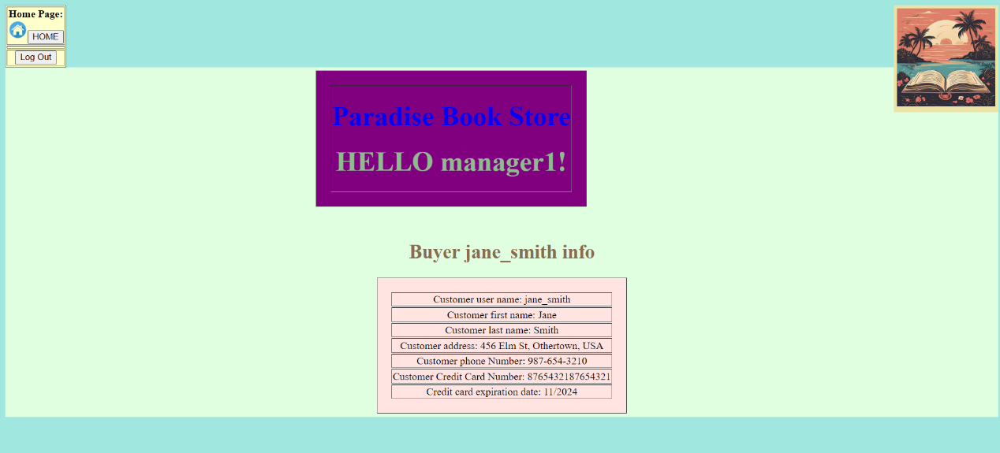 Home Page:
HOME
Log Out
Paradise Book Store
HELLO manager1!
Buyer jane_smith info
Customer user name: jane_smith
Customer first name: Jane
Customer last name: Smith
Customer address: 456 Elm St, Othertown, USA
Customer phone Number: 987-654-3210
Customer Credit Card Number: 8765432187654321
Credit card expiration date: 11/2024